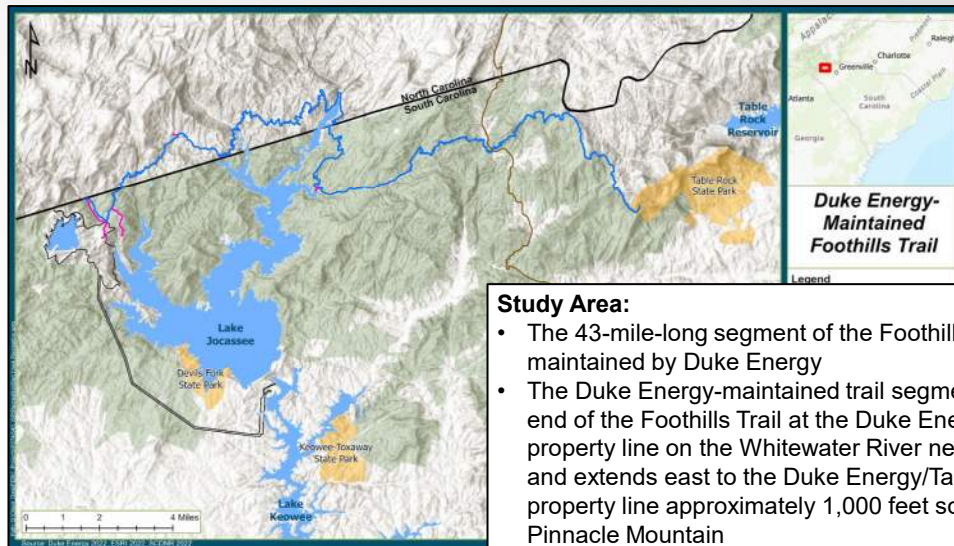 N
North Carolina
South Carolina
Table
Rock
Reservoir
Table Rock
State Park
Lake
Jocassee
Devils Fork
State Park
Keowee-Toxaway
State Park
Lake
Keowee
0 1 2 4 Miles
Source: Duke Energy 2022, ESRI 2022, SCDNR 2022
Appalac
Piedmont
Raleigh
Charlotte
Greenville
Atlanta
South
Carolina
Coastal Plain
Georgia
Duke Energy-
Maintained
Foothills Trail
Legend
Study Area:
• The 43-mile-long segment of the Foothill
maintained by Duke Energy
• The Duke Energy-maintained trail segme
end of the Foothills Trail at the Duke Ene
property line on the Whitewater River ne
and extends east to the Duke Energy/Ta
property line approximately 1,000 feet so
Pinnacle Mountain